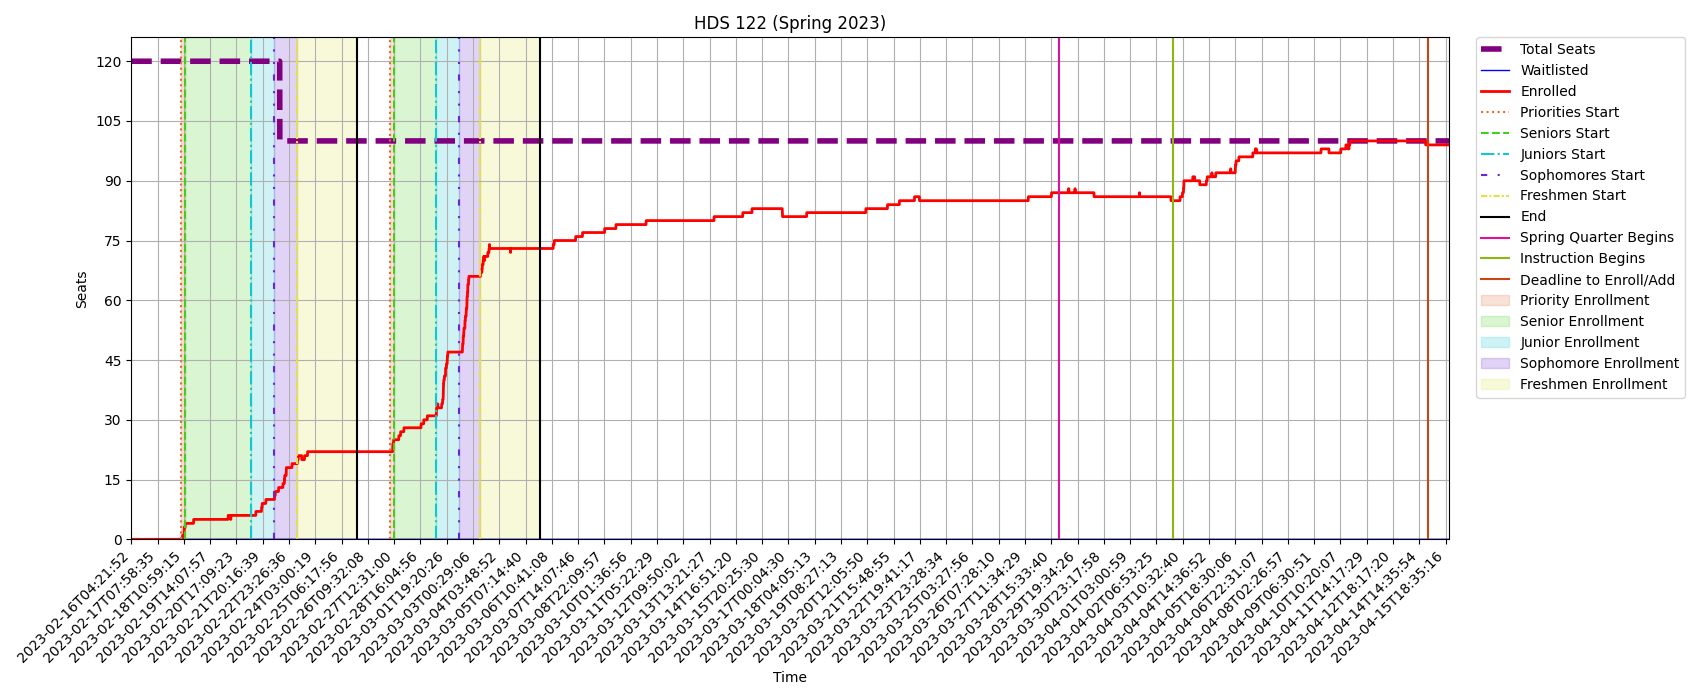 HDS 122 (Spring 2023)
Total Seats
Waitlisted
Enrolled
Priorities Start
Seniors Start
Juniors Start
Sophomores Start
Freshmen Start
End
Spring Quarter Begins
Instruction Begins
Deadline to Enroll/Add
Priority Enrollment
Senior Enrollment
Junior Enrollment
Sophomore Enrollment
Freshmen Enrollment
Seats
120
105
90
75
60
45
30
15
0
2023-02-16T04:21:52
2023-02-17T07:58:35
2023-02-18T10:59:15
2023-02-19T14:07:57
2023-02-20T17:09:23
2023-02-21T20:16:39
2023-02-22T23:26:36
2023-02-24T03:00:19
2023-02-25T06:17:56
2023-02-26T09:32:08
2023-02-27T12:31:00
2023-02-28T16:04:56
2023-03-01T19:20:26
2023-03-03T00:29:06
2023-03-04T03:48:52
2023-03-05T07:14:40
2023-03-06T10:41:08
2023-03-07T14:07:46
2023-03-08T22:09:57
2023-03-10T01:36:56
2023-03-11T05:22:29
2023-03-12T09:50:02
2023-03-13T13:21:27
2023-03-14T16:51:20
2023-03-15T20:25:30
2023-03-17T00:04:30
2023-03-18T04:05:13
2023-03-19T08:27:13
2023-03-20T12:05:50
2023-03-21T15:48:55
2023-03-22T19:41:17
2023-03-23T23:28:34
2023-03-25T03:27:56
2023-03-26T07:28:10
2023-03-27T11:34:29
2023-03-28T15:33:40
2023-03-29T19:34:26
2023-03-30T23:17:58
2023-04-01T03:00:59
2023-04-02T06:53:25
2023-04-03T10:32:40
2023-04-04T14:36:52
2023-04-05T18:30:06
2023-04-06T22:31:07
2023-04-08T02:26:57
2023-04-09T06:30:51
2023-04-10T10:20:07
2023-04-11T14:17:29
2023-04-12T18:17:20
2023-04-14T14:35:54
2023-04-15T18:35:16
Time